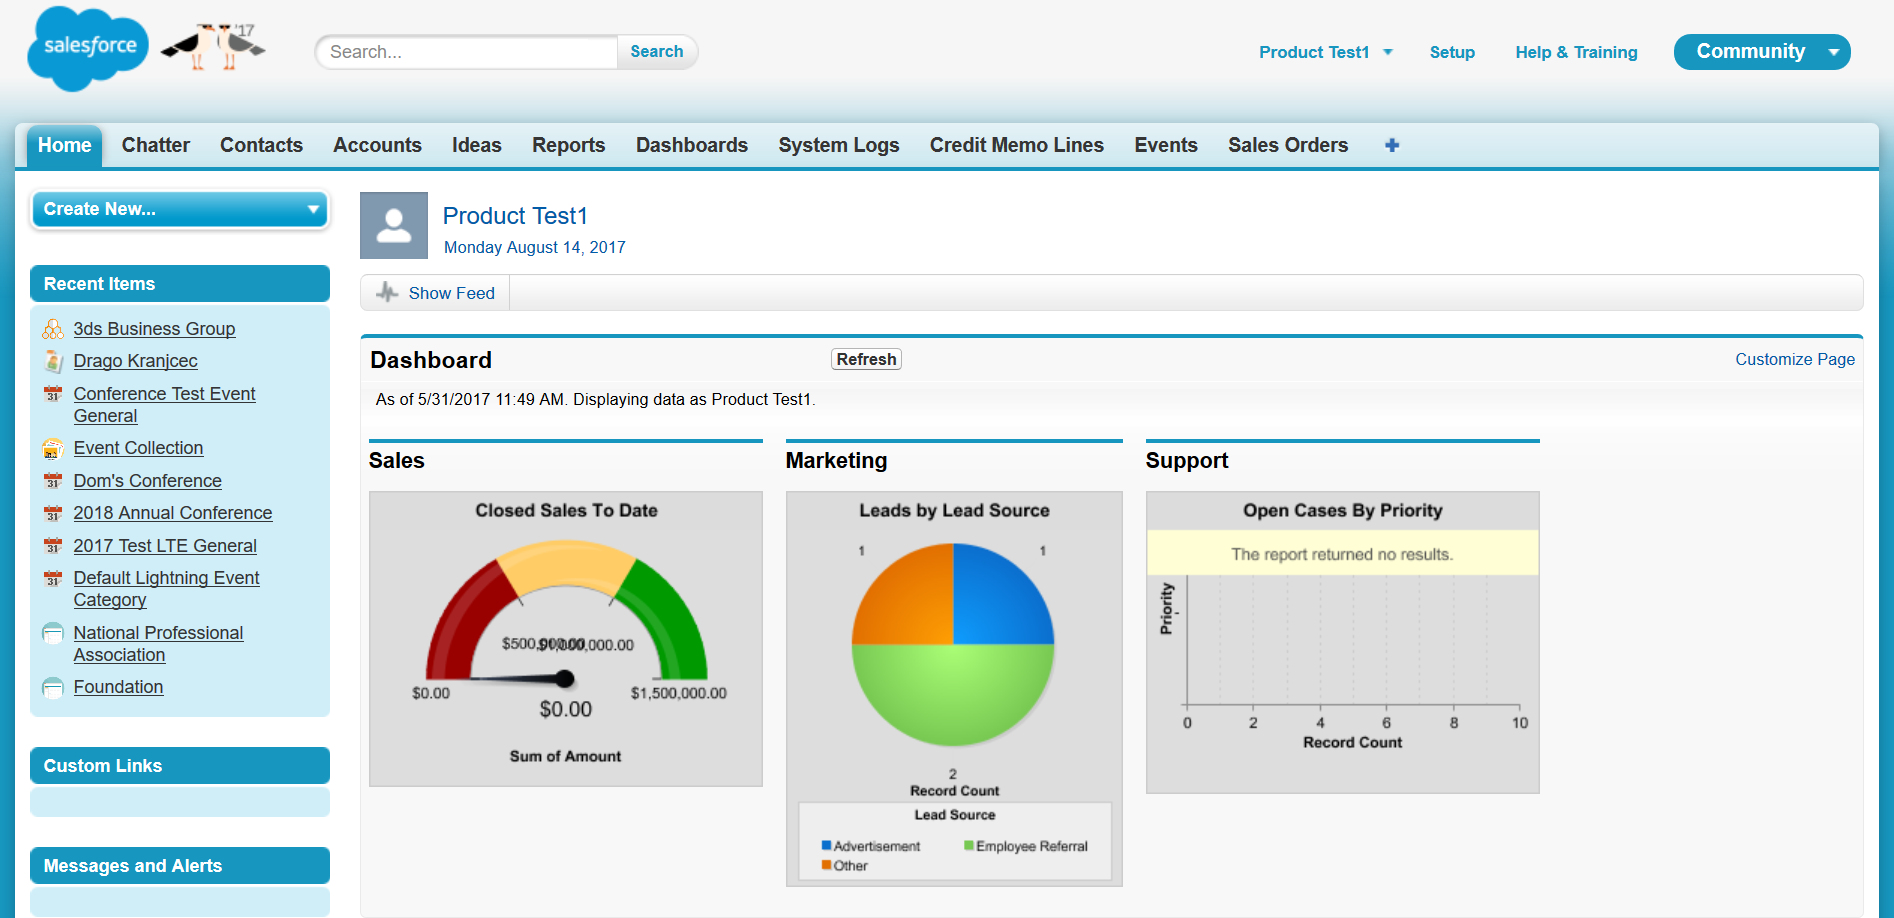 salesforce
'17
Search...
Search
Product Test1
Setup
Help & Training
Community
Home
Chatter
Contacts
Accounts
Ideas
Reports
Dashboards
System Logs
Credit Memo Lines
Events
Sales Orders
Create New...
Recent Items
3ds Business Group
Drago Kranjcec
31
Conference Test Event
General
Event Collection
31
Dom's Conference
31
2018 Annual Conference
31
2017 Test LTE General
31
Default Lightning Event
Category
National Professional
Association
Foundation
Custom Links
Messages and Alerts
Product Test1
Monday August 14, 2017
Show Feed
Dashboard
Refresh
Customize Page
As of 5/31/2017 11:49 AM. Displaying data as Product Test1.
Sales
Closed Sales To Date
$500,000.00
$1,000,000.00
$0.00
$1,500,000.00
$0.00
Sum of Amount
Marketing
Leads by Lead Source
1
1
2
Record Count
Lead Source
Advertisement
Employee Referral
Other
Support
Open Cases By Priority
The report returned no results.
Priority
-
0
2
4
6
8
10
Record Count